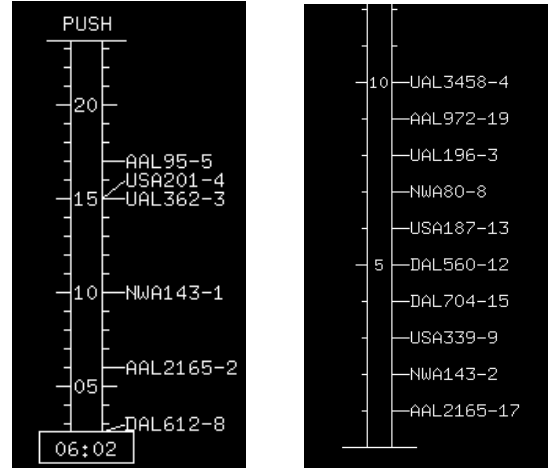 PUSH
20
AAL95-5
USA201-4
15 UAL362-3
10 NWA143-1
AAL2165-2
05
DAL612-8
06:02
10 UAL3458-4
AAL972-19
UAL196-3
NWA80-8
USA187-13
5 DAL560-12
DAL704-15
USA339-9
NWA143-2
AAL2165-17